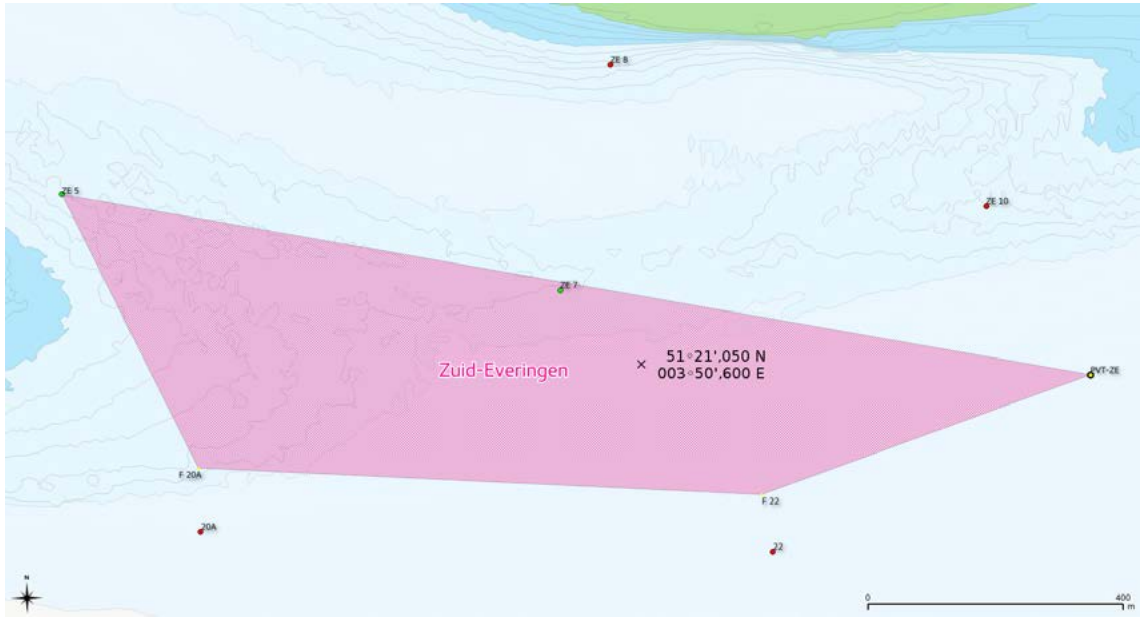 ZE 8
ZE 5
ZE 10
ZE 7
51°21',050 N
003°50',600 E
Zuid-Everingen
PVT-ZE
F 20A
F 22
20A
22
N
0
400
m